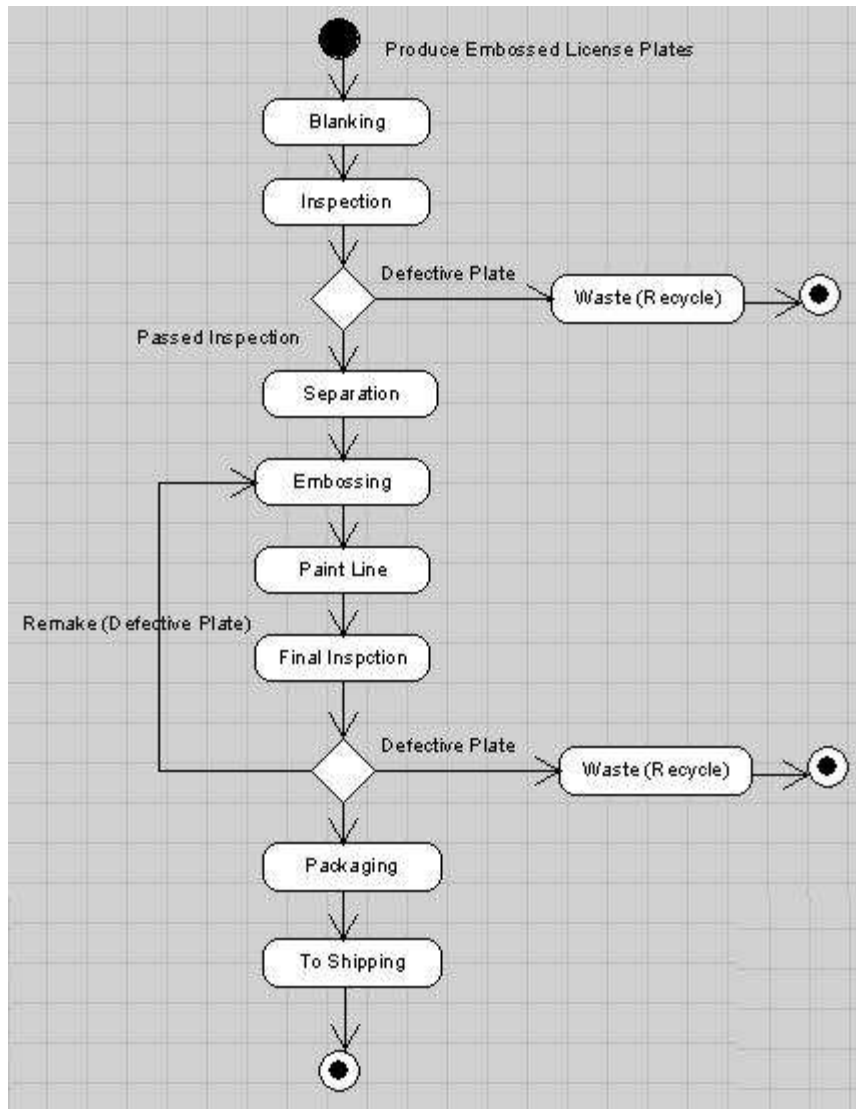 Produce Embossed License Plates
Blanking
Inspection
Defective Plate
Waste (Recycle)
Passed Inspection
Separation
Embossing
Paint Line
Remake (Defective Plate)
Final Inspction
Defective Plate
Waste (Recycle)
Packaging
To Shipping